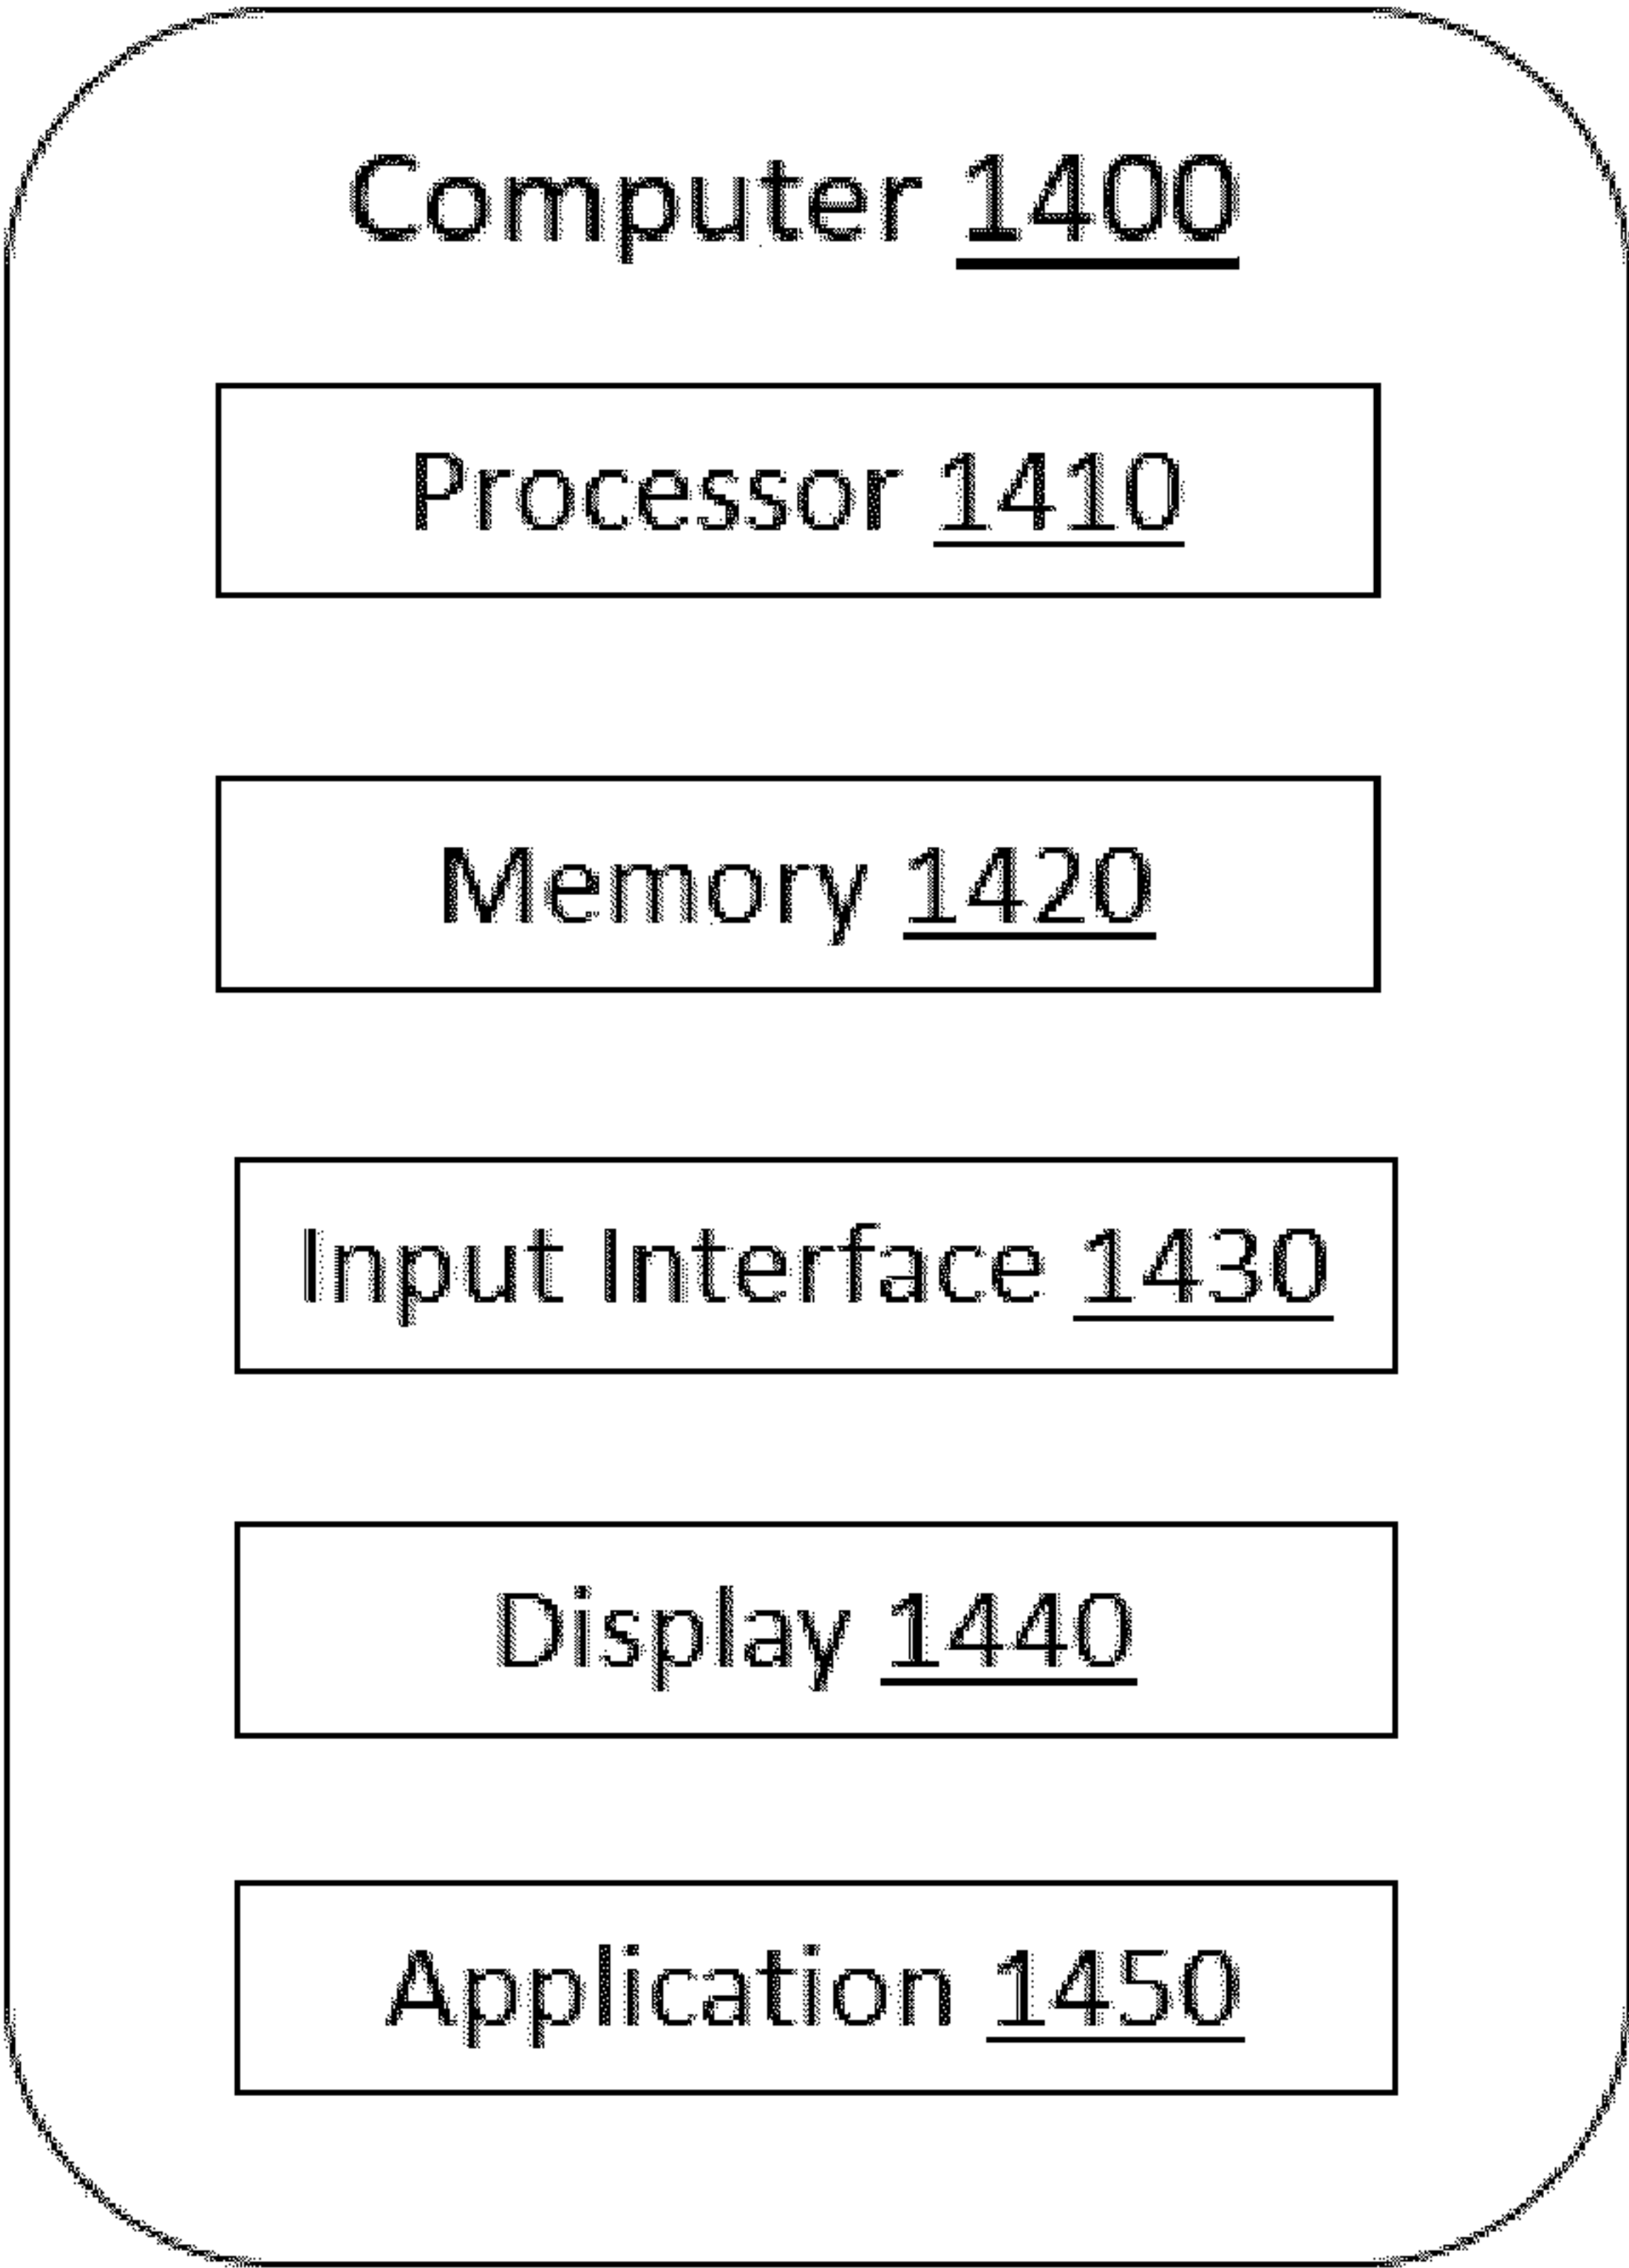 Computer 1400
Processor 1410
Memory 1420
Input Interface 1430
Display 1440
Application 1450